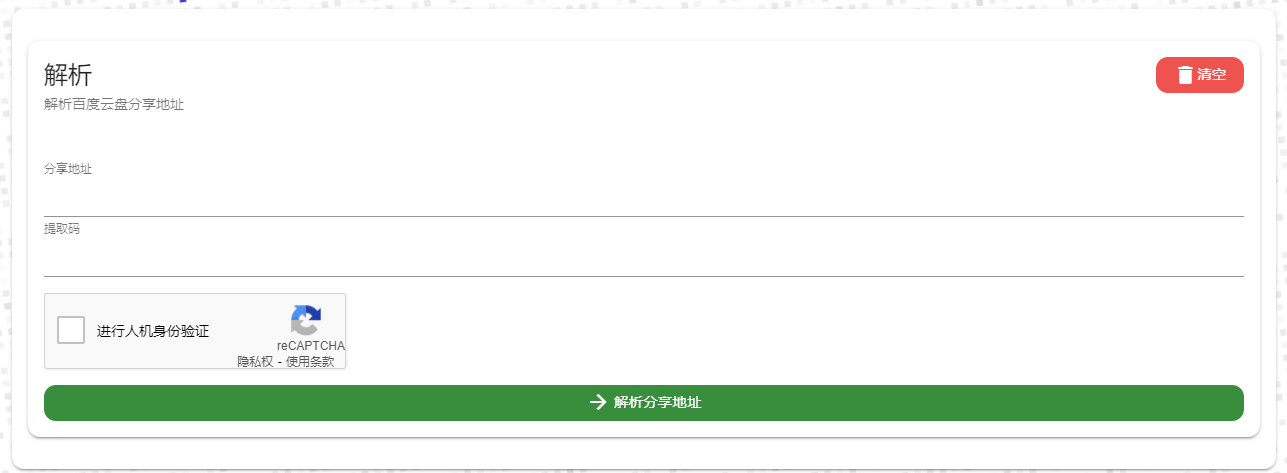 解析
清空
解析百度云盘分享地址
分享地址
提取码
进行人机身份验证
reCAPTCHA
隐私权 - 使用条款
解析分享地址